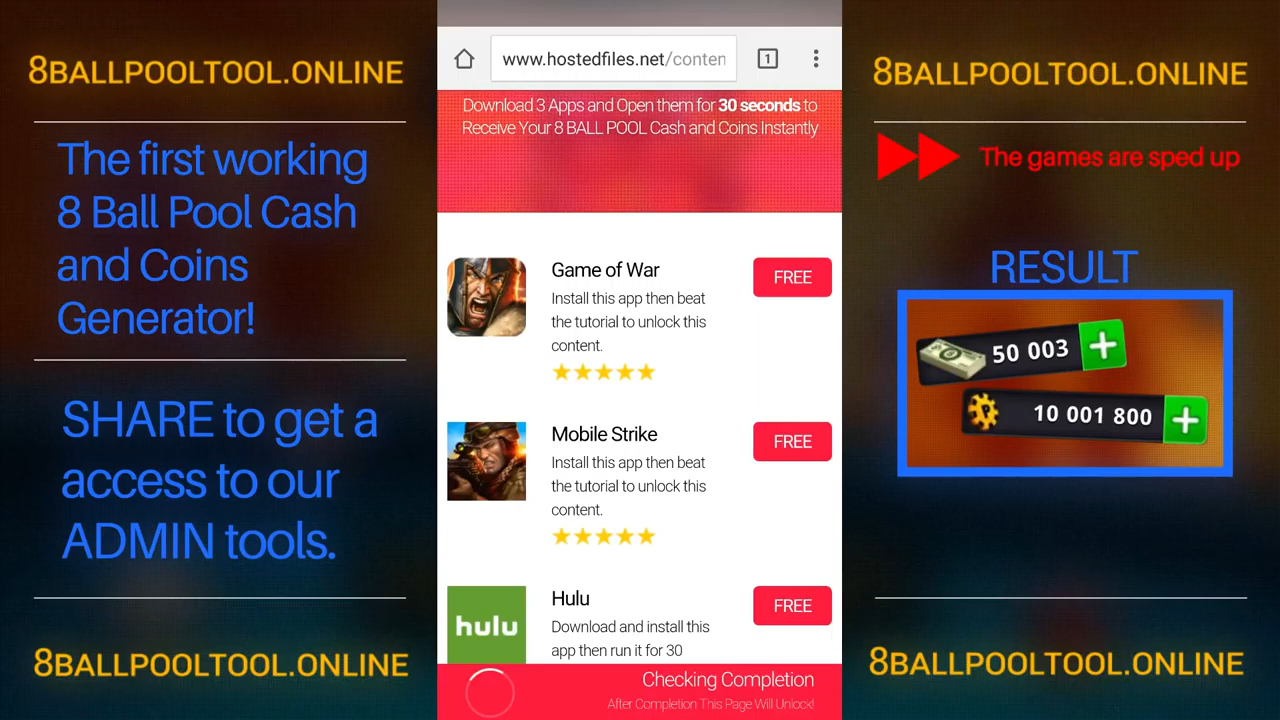 8BALLPOOLTOOL.ONLINE
The first working
8 Ball Pool Cash
and Coins
Generator!
SHARE to get a
access to our
ADMIN tools.
8BALLPOOLTOOL.ONLINE
www.hostedfiles.net/conten
1
Download 3 Apps and Open them for 30 seconds to
Receive Your 8 BALL POOL Cash and Coins Instantly
Game of War
FREE
Install this app then beat
the tutorial to unlock this
content.
Mobile Strike
FREE
Install this app then beat
the tutorial to unlock this
content.
hulu
Hulu
FREE
Download and install this
app then run it for 30
Checking Completion
After Completion This Page Will Unlock!
8BALLPOOLTOOL.ONLINE
The games are sped up
RESULT
50 003
10 001 800
8BALLPOOLTOOL.ONLINE